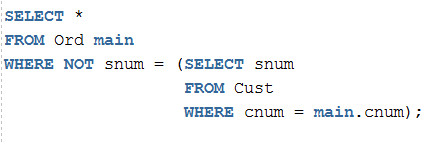 SELECT *
FROM Ord main
WHERE NOT snum = (SELECT snum
FROM Cust
WHERE cnum = main.cnum);